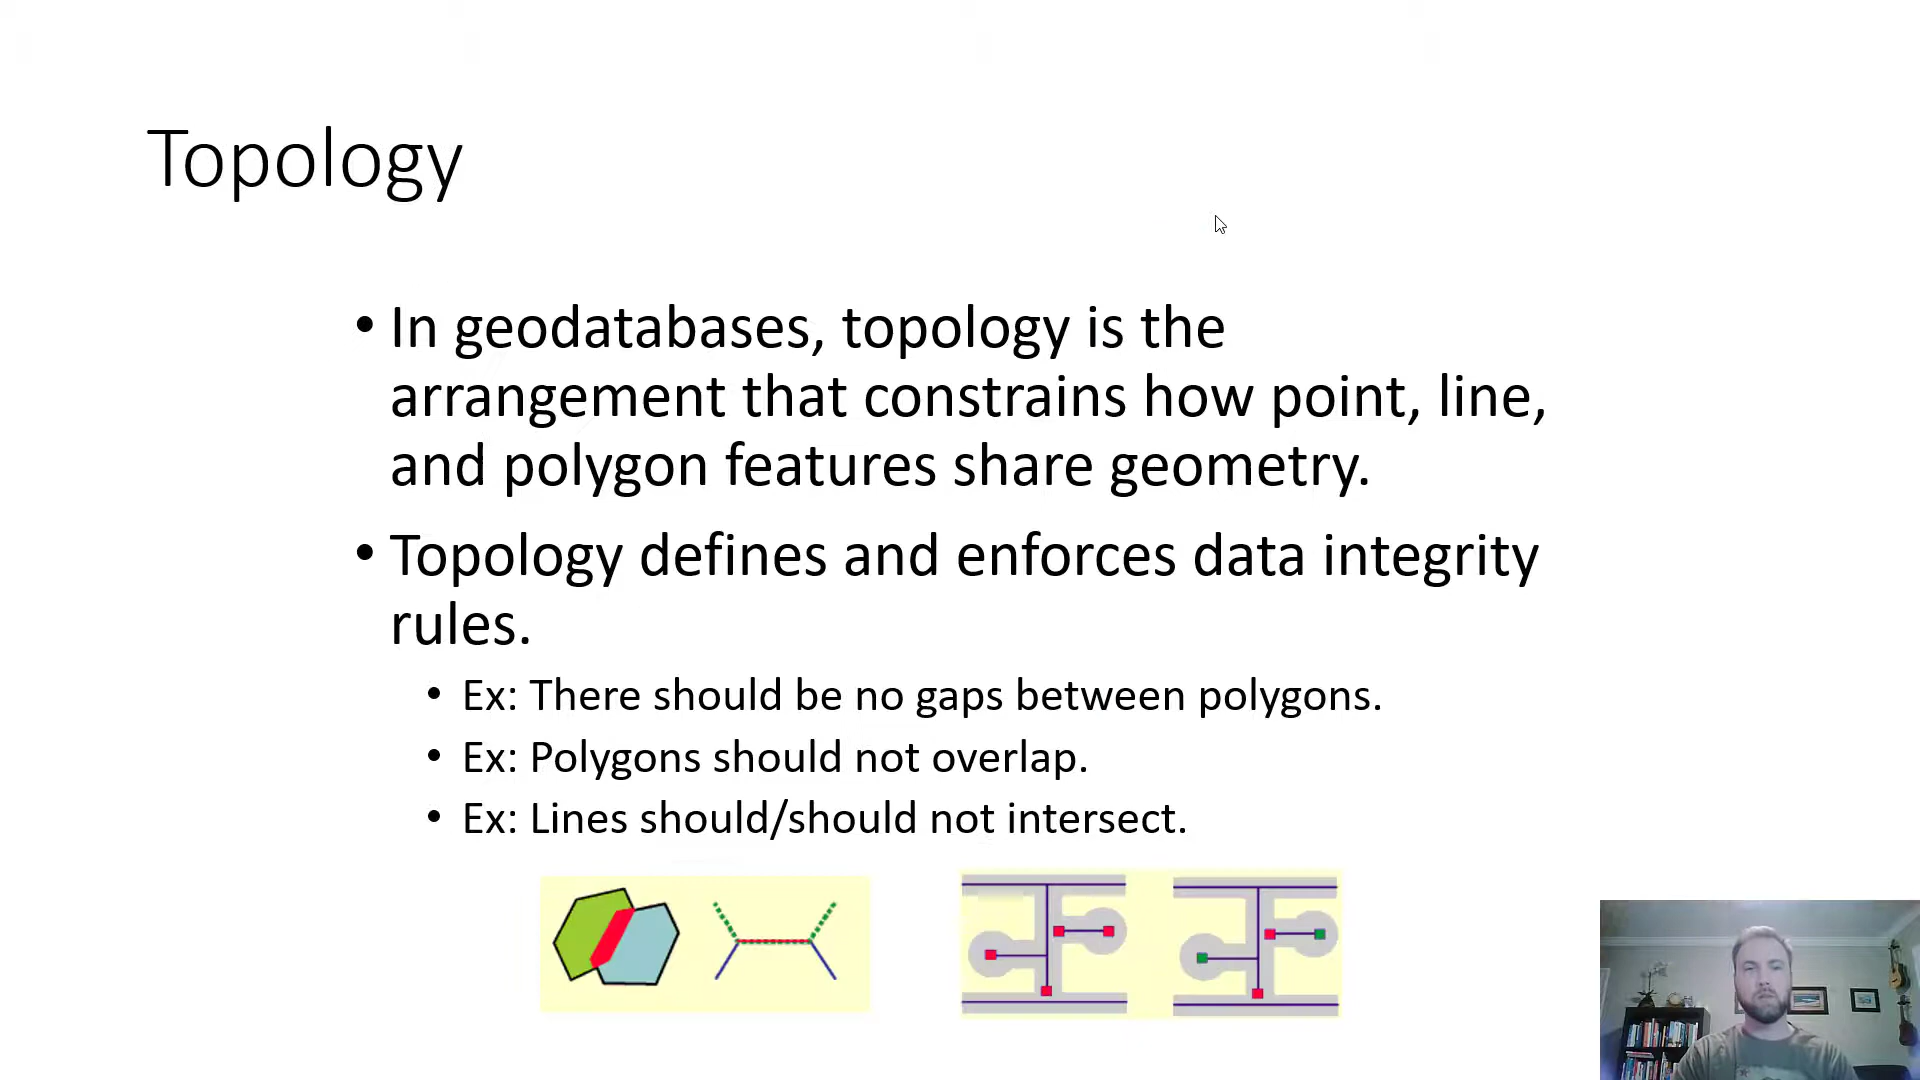 Topology
• In geodatabases, topology is the
arrangement that constrains how point, line,
and polygon features share geometry.
• Topology defines and enforces data integrity
rules.
• Ex: There should be no gaps between polygons.
• Ex: Polygons should not overlap.
• Ex: Lines should/should not intersect.